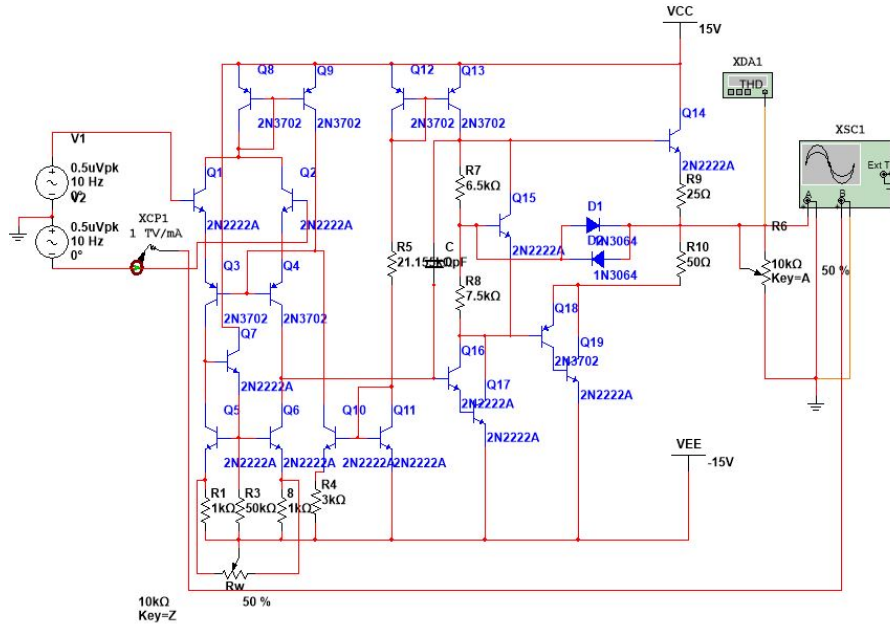 VCC
15V
XDA1
THD
Q8
Q9
2N3702
2N3702
Q12
Q13
2N3702
2N3702
Q14
2N2222A
XSC1
Ext T
A
B
V1
0.5uVpk
10 Hz
0°
V2
0.5uVpk
10 Hz
0°
XCP1
1 TV/mA
Q1
Q2
2N2222A
2N2222A
R7
6.5kΩ
Q15
2N2222A
R9
25Ω
D1
1N3064
1N3064
R10
50Ω
R6
10kΩ
Key=A
50 %
Q3
Q4
2N3702
2N3702
R5
C
R8
7.5kΩ
Q7
2N2222A
Q18
2N3702
Q19
2N2222A
Q16
2N2222A
Q17
2N2222A
Q5
Q6
2N2222A
2N2222A
Q10
Q11
2N2222A
2N2222A
VEE
-15V
R1
1kΩ
R3
50kΩ
8
1kΩ
R4
3kΩ
Rw
10kΩ
Key=Z
50 %